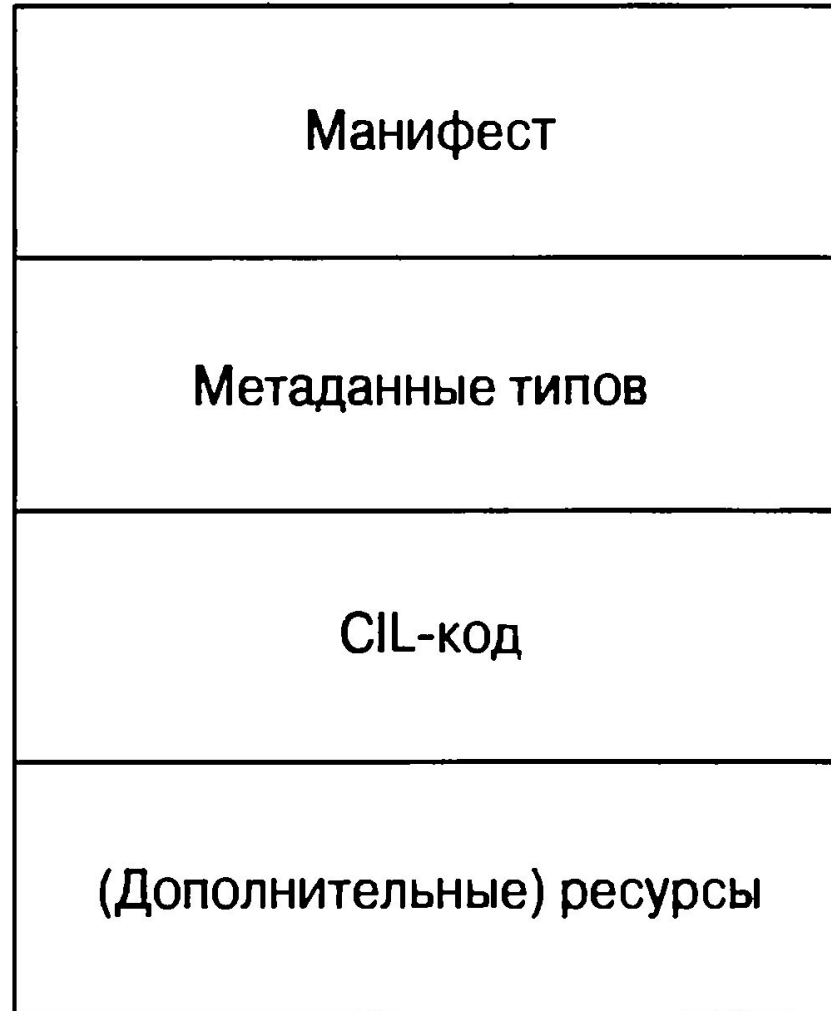 Манифест
Метаданные типов
CIL-код
(Дополнительные) ресурсы